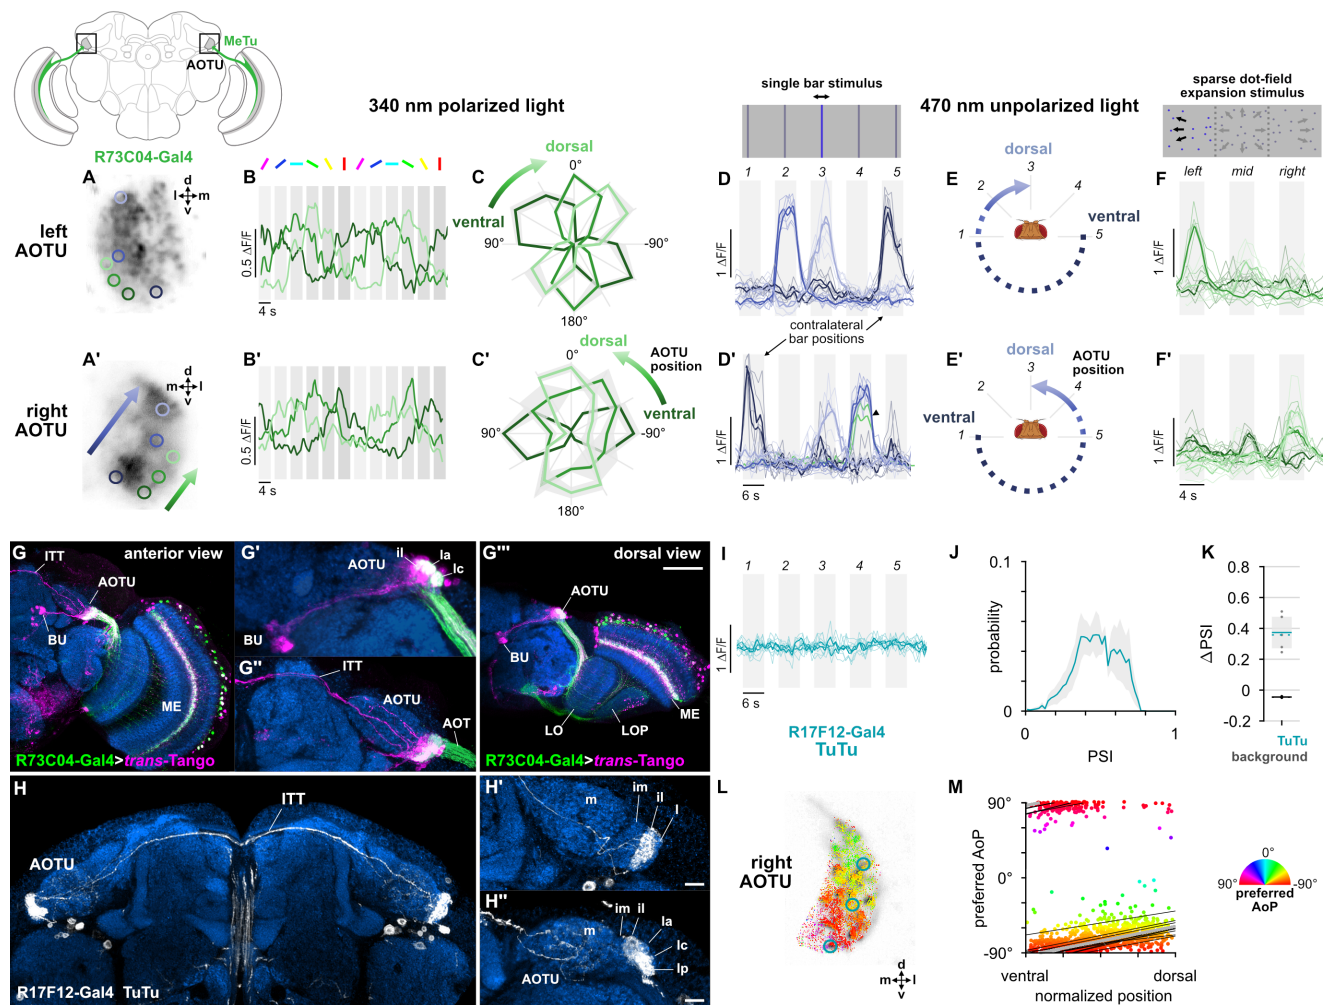 MeTu
AOTU
R73C04-Gal4
340 nm polarized light
single bar stimulus
470 nm unpolarized light
sparse dot-field
expansion stimulus
A
d
l m
v
left
AOTU
B
0.5 ΔF/F
4 s
C
dorsal
ventral
0°
90°
-90°
180°
D
1 2 3 4 5
1 ΔF/F
contralateral
bar positions
E
dorsal
3
2 4
ventral
1 5
F
left mid right
1 ΔF/F
A'
d
m l
v
right
AOTU
B'
0.5 ΔF/F
4 s
C'
dorsal
0°
AOTU
position
ventral
90°
-90°
180°
D'
1 ΔF/F
6 s
E'
dorsal
AOTU
position
3
2 4
ventral
1 5
F'
1 ΔF/F
4 s
G anterior view
ITT
AOTU
BU
ME
R73C04-Gal4>trans-Tango
G'
AOTU
il
la
lc
BU
G''
ITT
AOTU
AOT
G''' dorsal view
AOTU
BU
LO
LOP
ME
R73C04-Gal4>trans-Tango
H
ITT
AOTU
R17F12-Gal4 TuTu
H'
m
im
il
l
H''
m
im
il
la
lc
lp
AOTU
I
1 2 3 4 5
1 ΔF/F
6 s
R17F12-Gal4
TuTu
J
0.1
probability
0
0 1
PSI
K
0.8
0.6
0.4
0.2
0
-0.2
Δ PSI
TuTu
background
L
right
AOTU
d
m l
v
M
90°
0°
-90°
preferred AoP
ventral dorsal
normalized position
0°
90° -90°
preferred
AoP